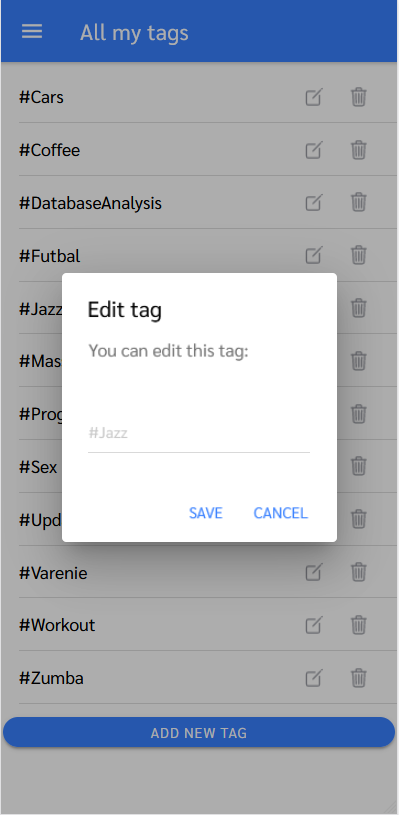 All my tags
#Cars
#Coffee
#DatabaseAnalysis
#Futbal
#Jazz
#Mas
#Prog
#Sex
#Upd
#Varenie
#Workout
#Zumba
ADD NEW TAG
Edit tag
You can edit this tag:
#Jazz
SAVE CANCEL